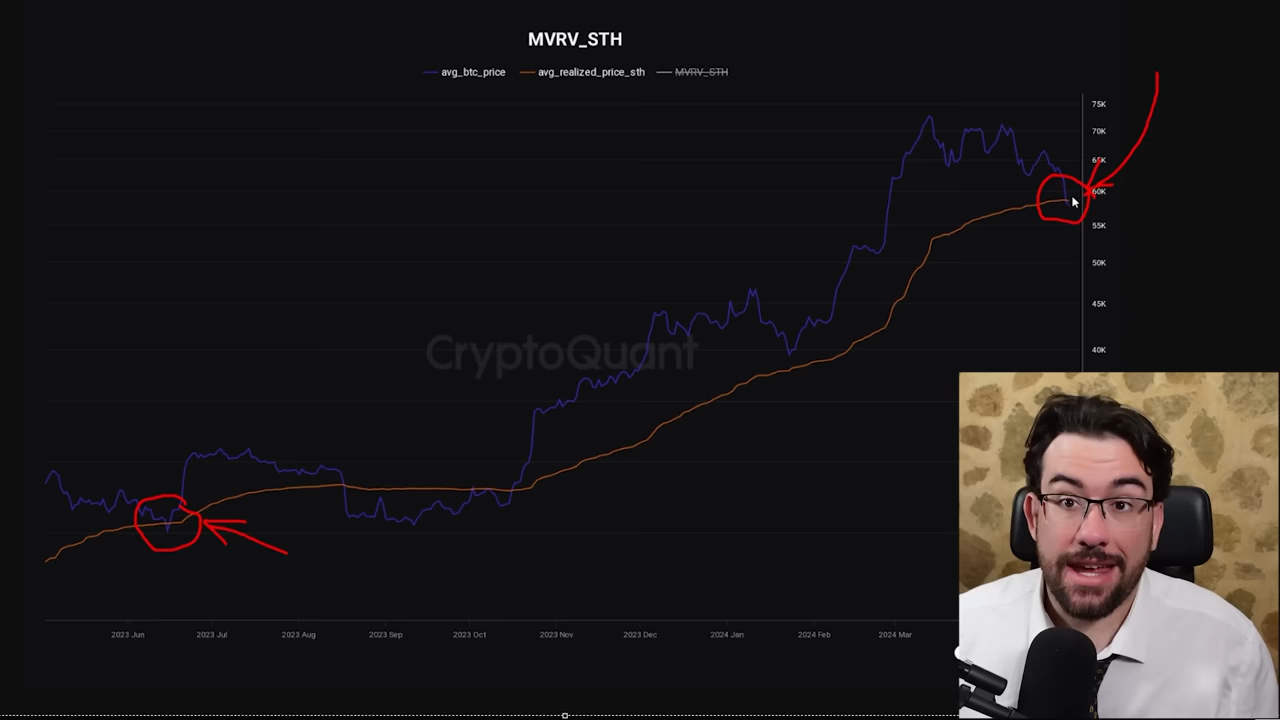 MVRV_STH
avg_btc_price avg_realized_price_sth MVRV_STH
75K
70K
65K
60K
55K
50K
45K
40K
CryptoQuant
2023 Jun 2023 Jul 2023 Aug 2023 Sep 2023 Oct 2023 Nov 2023 Dec 2024 Jan 2024 Feb 2024 Mar